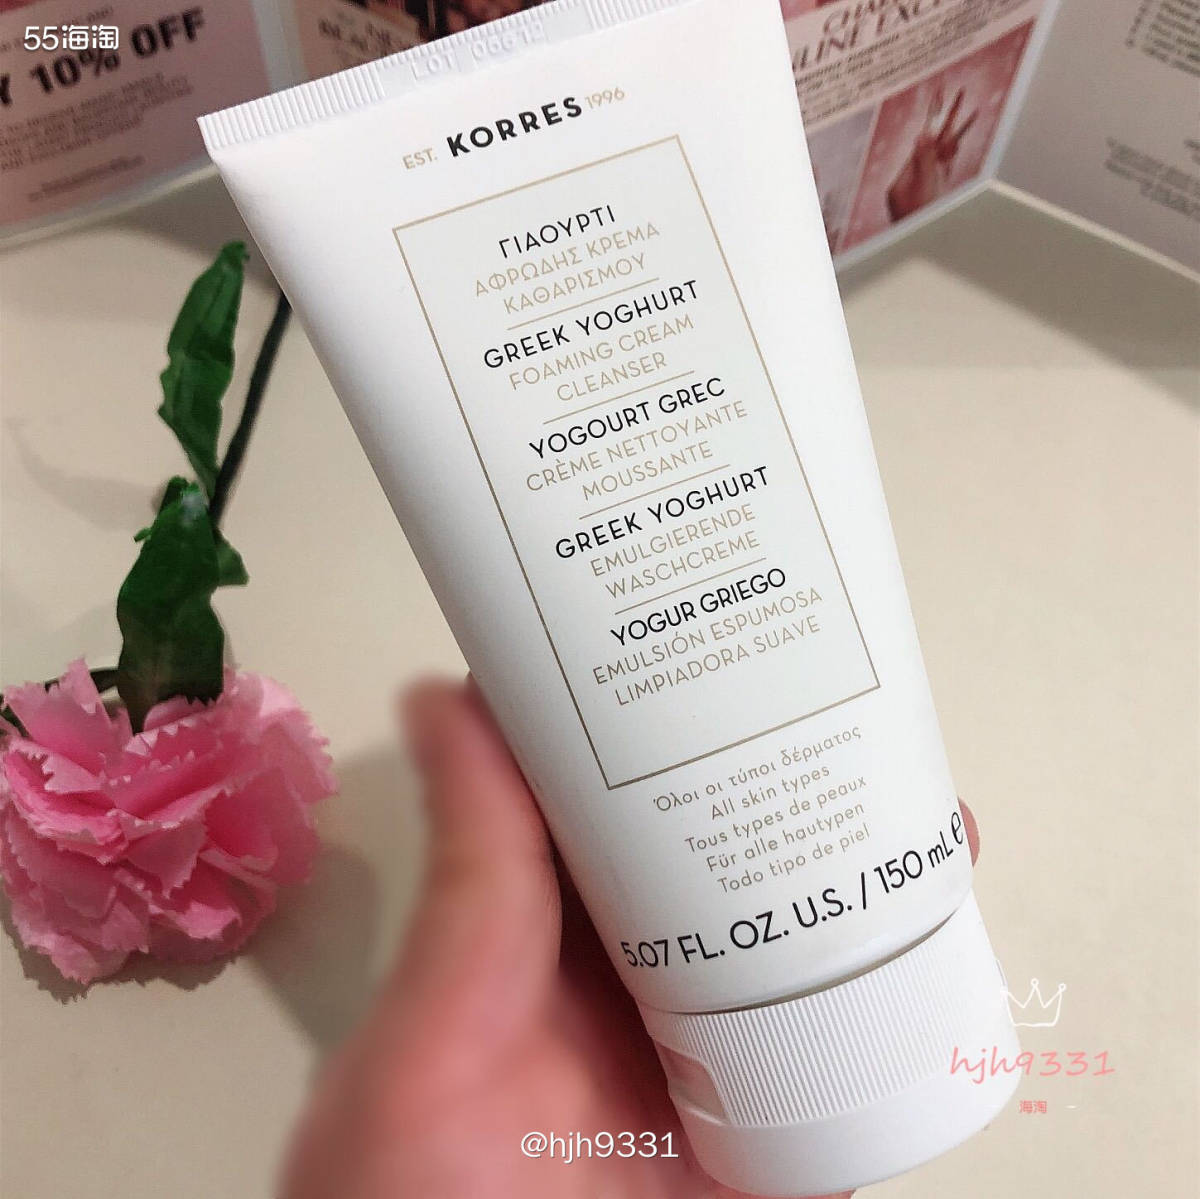 55海淘
10% OFF
LOT
EST. KORRES 1996
ΓΙΑΟΥΡΤΙ
ΑΦΡΩΔΗΣ ΚΡΕΜΑ
ΚΑΘΑΡΙΣΜΟΥ
GREEK YOGHURT
FOAMING CREAM
CLEANSER
YOGOURT GREC
CRÈME NETTOYANTE
MOUSSANTE
GREEK YOGHURT
EMULGIERENDE
WASCHCREME
YOGUR GRIEGO
EMULSIÓN ESPUMOSA
LIMPIADORA SUAVE
Όλοι οι τύποι δέρματος
All skin types
Tous types de peaux
Für alle hautypen
Todo tipo de piel
5.07 FL. OZ. U.S. / 150 mL ℮
hjh9331
海淘
@hjh9331